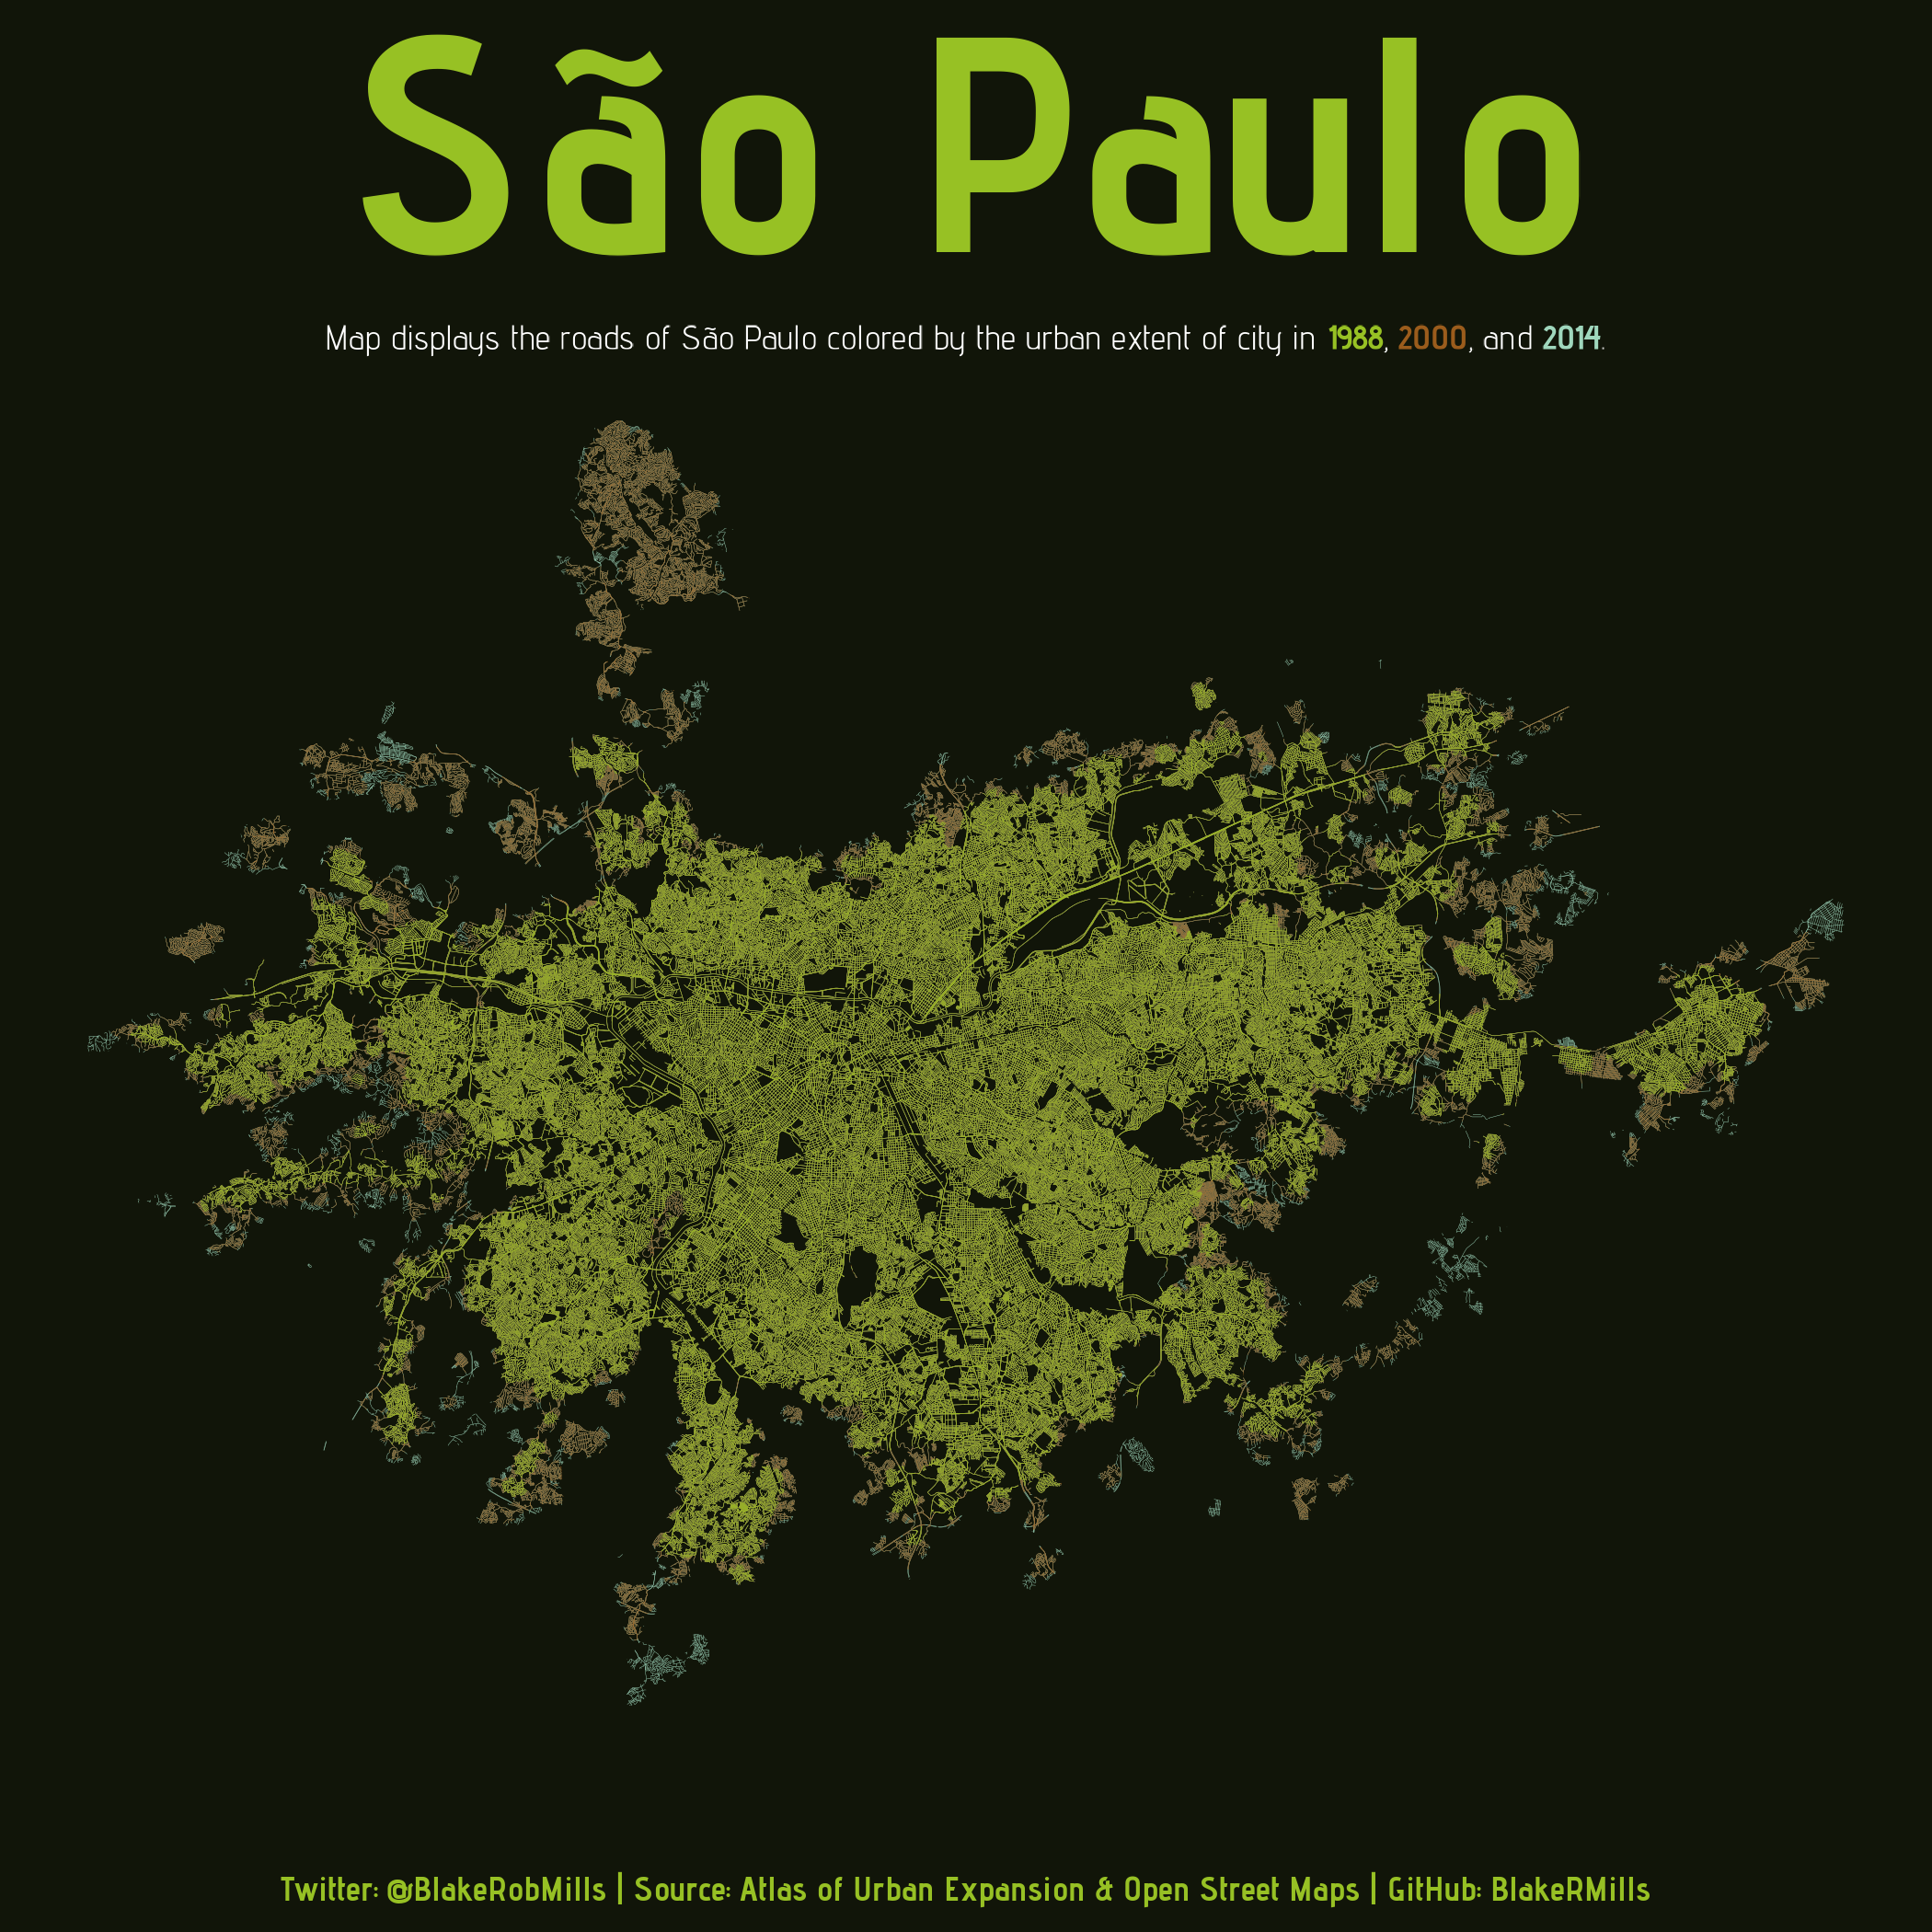 São Paulo
Map displays the roads of São Paulo colored by the urban extent of city in 1988, 2000, and 2014.
Twitter: @BlakeRobMills | Source: Atlas of Urban Expansion & Open Street Maps | GitHub: BlakeRMills